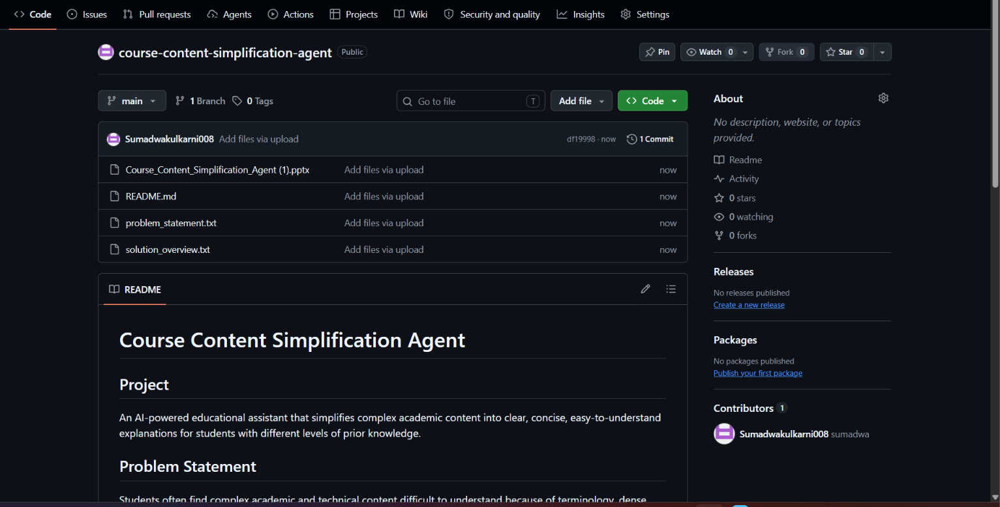 Code Issues Pull requests Agents Actions Projects Wiki Security and quality Insights Settings
course-content-simplification-agent Public Pin Watch 0 Fork 0 Star 0
main 1 Branch 0 Tags Go to file T Add file Code
Sumadwakulkarni008 Add files via upload df19998 · now 1 Commit
Course_Content_Simplification_Agent (1).pptx Add files via upload now
README.md Add files via upload now
problem_statement.txt Add files via upload now
solution_overview.txt Add files via upload now
README
Course Content Simplification Agent
Project
An AI-powered educational assistant that simplifies complex academic content into clear, concise, easy-to-understand
explanations for students with different levels of prior knowledge.
Problem Statement
Students often find complex academic and technical content difficult to understand because of terminology, dense
About
No description, website, or topics
provided.
Readme
Activity
0 stars
0 watching
0 forks
Releases
No releases published
Create a new release
Packages
No packages published
Publish your first package
Contributors 1
Sumadwakulkarni008 sumadwa